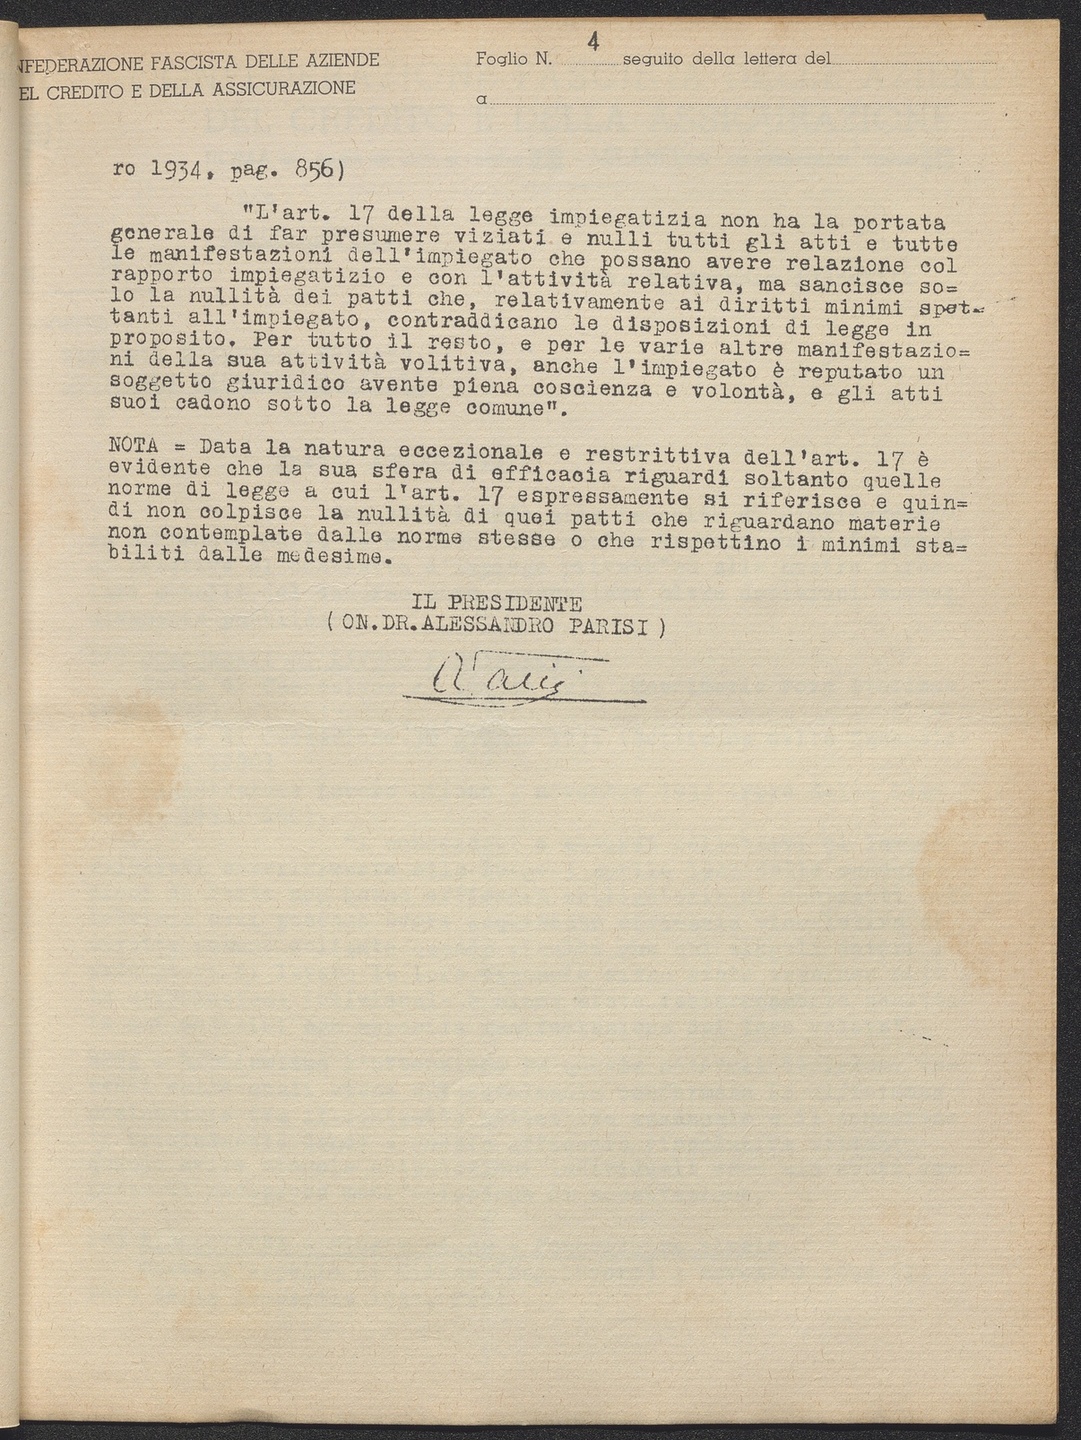 NFEDERAZIONE FASCISTA DELLE AZIENDE
EL CREDITO E DELLA ASSICURAZIONE
Foglio N. 4 seguito della lettera del
a
ro 1934, pag. 856)
"L'art. 17 della legge impiegatizia non ha la portata
generale di far presumere viziati e nulli tutti gli atti e tutte
le manifestazioni dell'impiegato che possano avere relazione col
rapporto impiegatizio e con l'attività relativa, ma sancisce so=
lo la nullità dei patti che, relativamente ai diritti minimi spet=
tanti all'impiegato, contraddicano le disposizioni di legge in
proposito. Per tutto il resto, e per le varie altre manifestazio=
ni della sua attività volitiva, anche l'impiegato è reputato un
soggetto giuridico avente piena coscienza e volontà, e gli atti
suoi cadono sotto la legge comune".
NOTA = Data la natura eccezionale e restrittiva dell'art. 17 è
evidente che la sua sfera di efficacia riguardi soltanto quelle
norme di legge a cui l'art. 17 espressamente si riferisce e quin=
di non colpisce la nullità di quei patti che riguardano materie
non contemplate dalle norme stesse o che rispettino i minimi sta=
biliti dalle medesime.
IL PRESIDENTE
( ON.DR.ALESSANDRO PARISI )